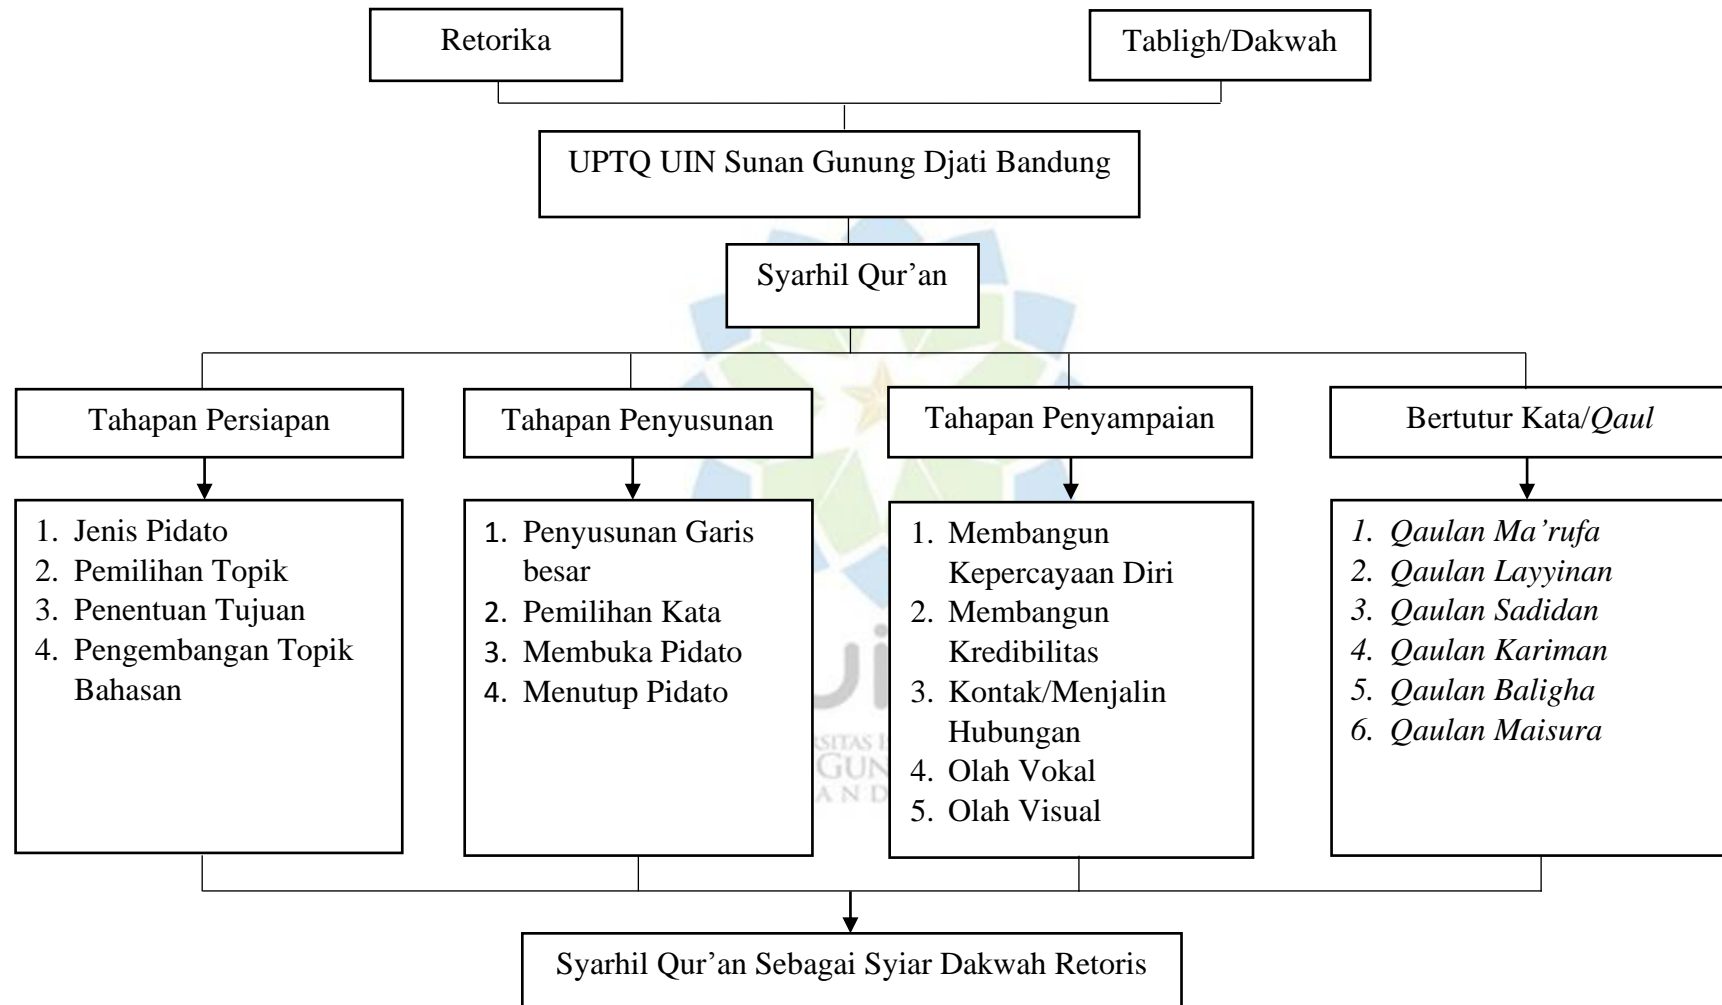 Retorika
Tabligh/Dakwah
UPTQ UIN Sunan Gunung Djati Bandung
Syarhil Qur’an
Tahapan Persiapan
Tahapan Penyusunan
Tahapan Penyampaian
Bertutur Kata/Qaul
1. Jenis Pidato
2. Pemilihan Topik
3. Penentuan Tujuan
4. Pengembangan Topik
Bahasan
1. Penyusunan Garis
besar
2. Pemilihan Kata
3. Membuka Pidato
4. Menutup Pidato
1. Membangun
Kepercayaan Diri
2. Membangun
Kredibilitas
3. Kontak/Menjalin
Hubungan
4. Olah Vokal
5. Olah Visual
1. Qaulan Ma’rufa
2. Qaulan Layyinan
3. Qaulan Sadidan
4. Qaulan Kariman
5. Qaulan Baligha
6. Qaulan Maisura
Syarhil Qur’an Sebagai Syiar Dakwah Retoris